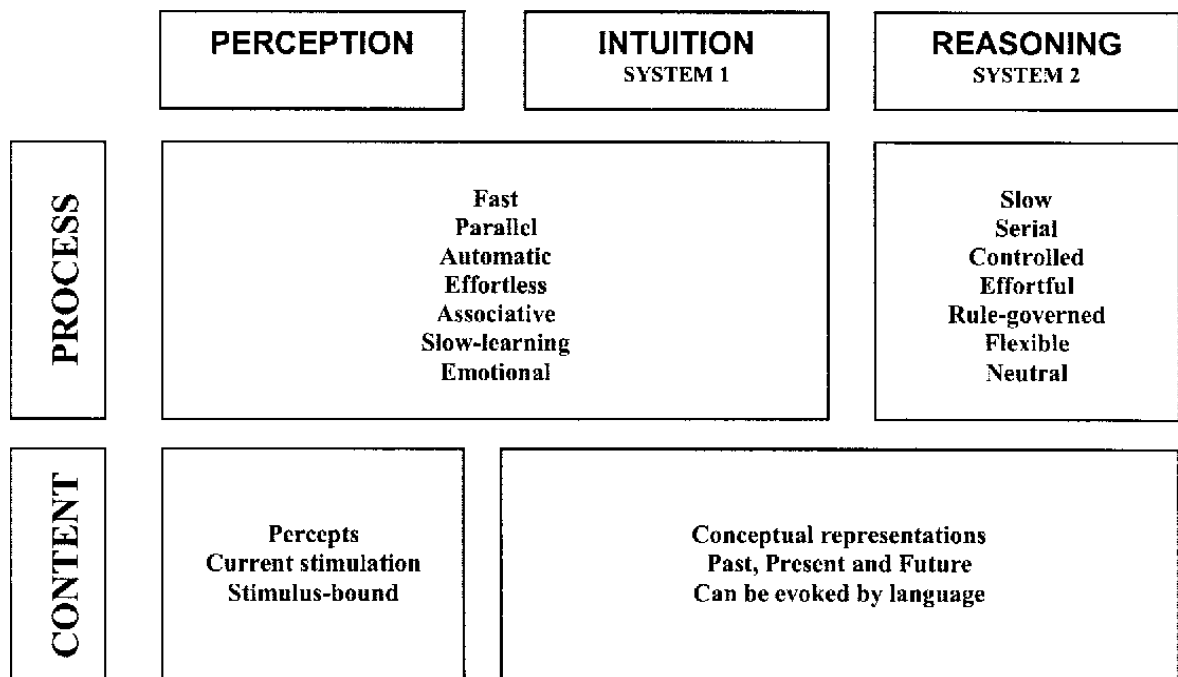 PERCEPTION
INTUITION
SYSTEM 1
REASONING
SYSTEM 2
PROCESS
Fast
Parallel
Automatic
Effortless
Associative
Slow-learning
Emotional
Slow
Serial
Controlled
Effortful
Rule-governed
Flexible
Neutral
CONTENT
Percepts
Current stimulation
Stimulus-bound
Conceptual representations
Past, Present and Future
Can be evoked by language